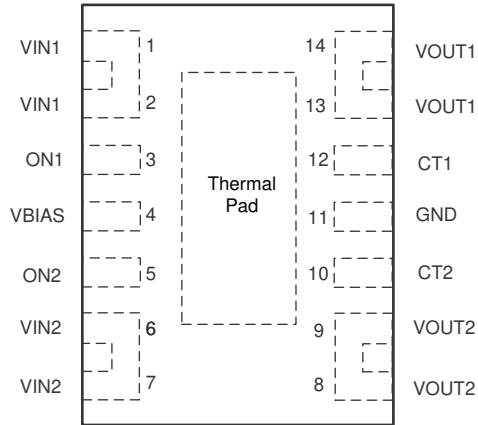 VIN1 1 14 VOUT1
VIN1 2 13 VOUT1
ON1 3 12 CT1
Thermal
Pad
VBIAS 4 11 GND
ON2 5 10 CT2
VIN2 6 9 VOUT2
VIN2 7 8 VOUT2